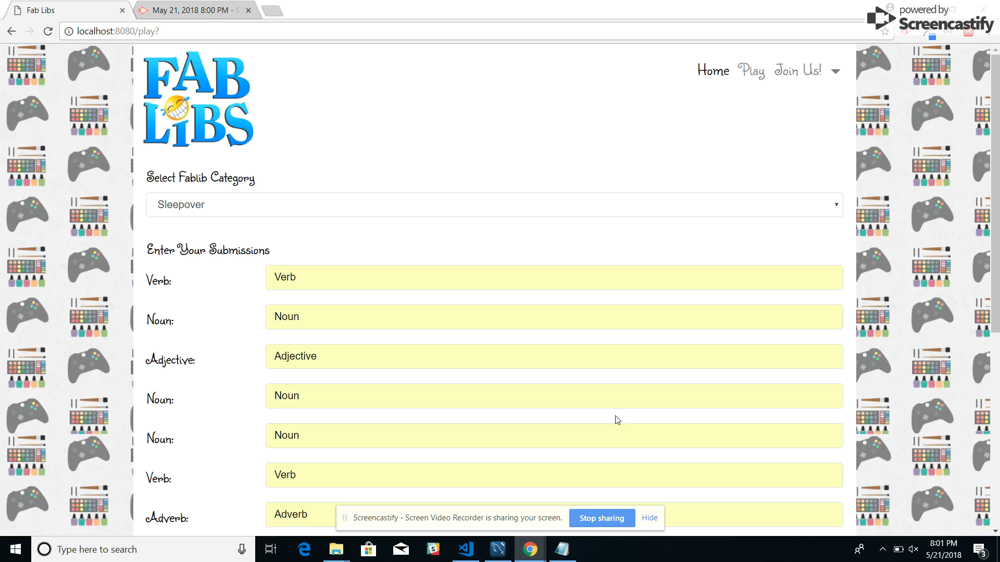 Fab Libs
May 21, 2018 8:00 PM - S
powered by
Screencastify
localhost:8080/play?
FAB
LIBS
Home Play Join Us!
Select Fablib Category
Sleepover
Enter Your Submissions
Verb: Verb
Noun: Noun
Adjective: Adjective
Noun: Noun
Noun: Noun
Verb: Verb
Adverb: Adverb
Screencastify - Screen Video Recorder is sharing your screen. Stop sharing Hide
Type here to search
8:01 PM
5/21/2018
3